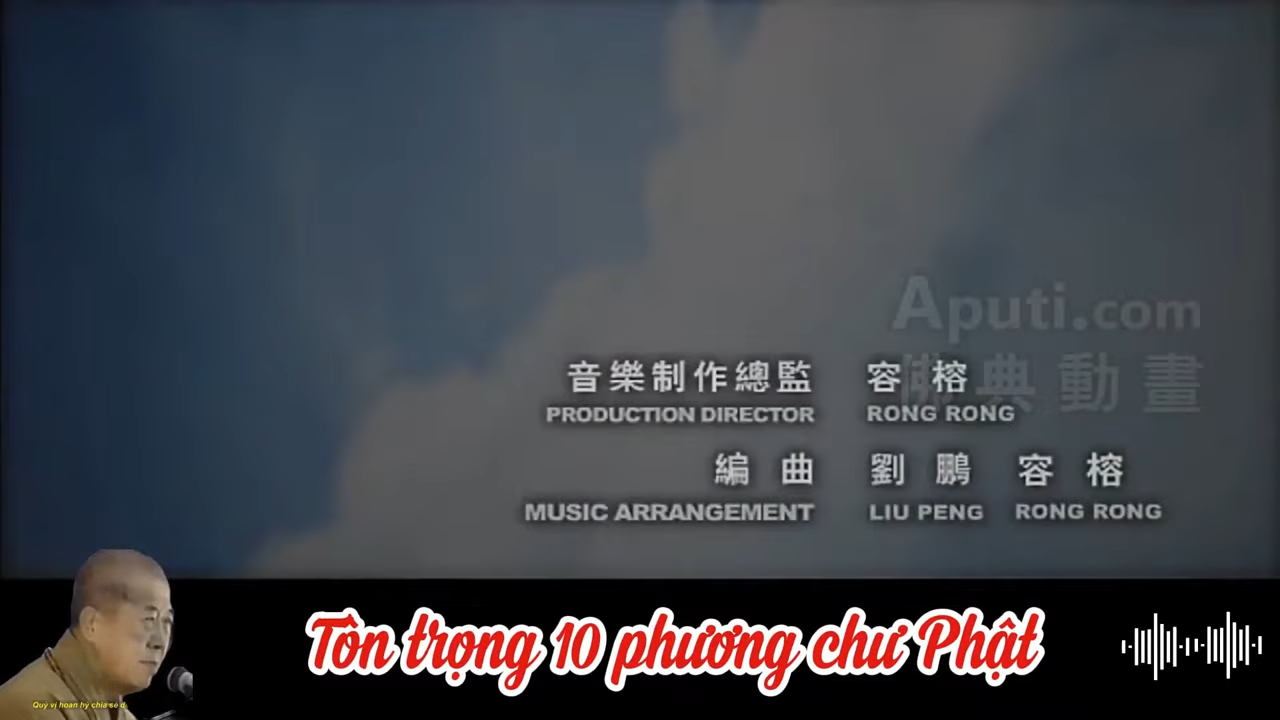 Aputi.com
佛典動畫
音樂制作總監 容榕
PRODUCTION DIRECTOR RONG RONG
編曲 劉鵬 容榕
MUSIC ARRANGEMENT LIU PENG RONG RONG
Tôn trọng 10 phương chư Phật
Quý vị hoan hỷ chia sẻ đ